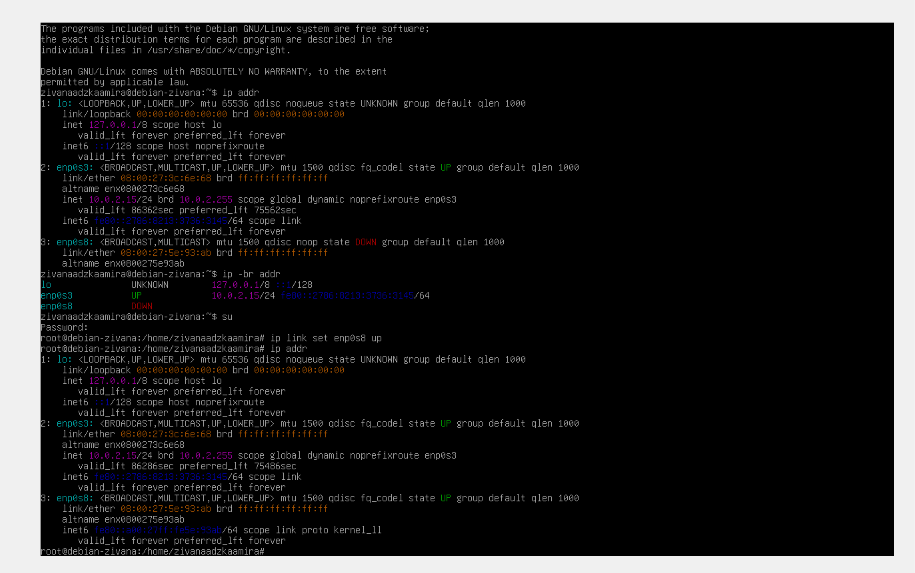 The programs included with the Debian GNU/Linux system are free software;
the exact distribution terms for each program are described in the
individual files in /usr/share/doc/*/copyright.
Debian GNU/Linux comes with ABSOLUTELY NO WARRANTY, to the extent
permitted by applicable law.
zivanaadzkaamira@debian-zivana:~$ ip addr
1: lo: <LOOPBACK,UP,LOWER_UP> mtu 65536 qdisc noqueue state UNKNOWN group default qlen 1000
link/loopback 00:00:00:00:00:00 brd 00:00:00:00:00:00
inet 127.0.0.1/8 scope host lo
valid_lft forever preferred_lft forever
inet6 ::1/128 scope host noprefixroute
valid_lft forever preferred_lft forever
2: enp0s3: <BROADCAST,MULTICAST,UP,LOWER_UP> mtu 1500 qdisc fq_codel state UP group default qlen 1000
link/ether 08:00:27:3c:6e:68 brd ff:ff:ff:ff:ff:ff
altname enx0800273c6e68
inet 10.0.2.15/24 brd 10.0.2.255 scope global dynamic noprefixroute enp0s3
valid_lft 86362sec preferred_lft 75562sec
inet6 /64 scope link
valid_lft forever preferred_lft forever
3: enp0s8: <BROADCAST,MULTICAST> mtu 1500 qdisc noop state DOWN group default qlen 1000
link/ether 08:00:27:5e:93:ab brd ff:ff:ff:ff:ff:ff
altname enx0800275e93ab
zivanaadzkaamira@debian-zivana:~$ ip -br addr
lo UNKNOWN 127.0.0.1/8 ::1/128
enp0s3 UP 10.0.2.15/24 /64
enp0s8 DOWN
zivanaadzkaamira@debian-zivana:~$ su
Password:
root@debian-zivana:/home/zivanaadzkaamira# ip link set enp0s8 up
root@debian-zivana:/home/zivanaadzkaamira# ip addr
1: lo: <LOOPBACK,UP,LOWER_UP> mtu 65536 qdisc noqueue state UNKNOWN group default qlen 1000
link/loopback 00:00:00:00:00:00 brd 00:00:00:00:00:00
inet 127.0.0.1/8 scope host lo
valid_lft forever preferred_lft forever
inet6 ::1/128 scope host noprefixroute
valid_lft forever preferred_lft forever
2: enp0s3: <BROADCAST,MULTICAST,UP,LOWER_UP> mtu 1500 qdisc fq_codel state UP group default qlen 1000
link/ether 08:00:27:3c:6e:68 brd ff:ff:ff:ff:ff:ff
altname enx0800273c6e68
inet 10.0.2.15/24 brd 10.0.2.255 scope global dynamic noprefixroute enp0s3
valid_lft 86286sec preferred_lft 75486sec
inet6 /64 scope link
valid_lft forever preferred_lft forever
3: enp0s8: <BROADCAST,MULTICAST,UP,LOWER_UP> mtu 1500 qdisc fq_codel state UP group default qlen 1000
link/ether 08:00:27:5e:93:ab brd ff:ff:ff:ff:ff:ff
altname enx0800275e93ab
inet6 /64 scope link proto kernel_ll
valid_lft forever preferred_lft forever
root@debian-zivana:/home/zivanaadzkaamira#